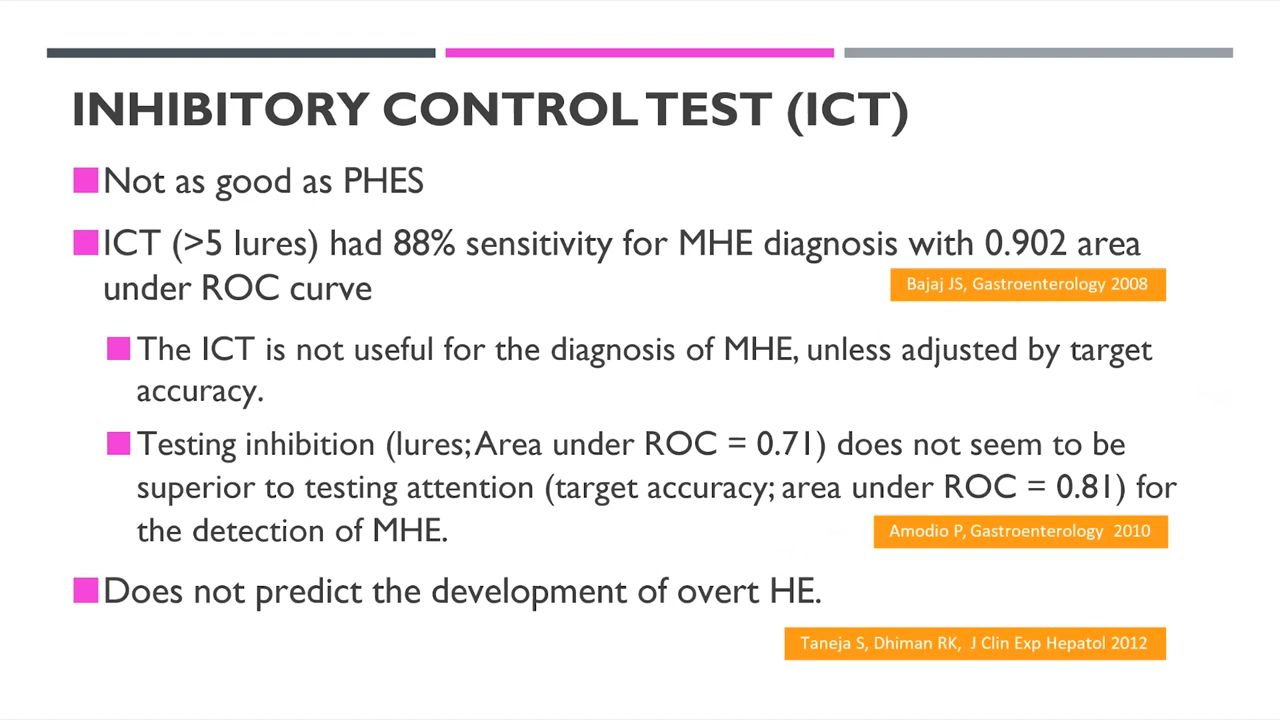 INHIBITORY CONTROL TEST (ICT)
Not as good as PHES
ICT (>5 lures) had 88% sensitivity for MHE diagnosis with 0.902 area
under ROC curve
Bajaj JS, Gastroenterology 2008
The ICT is not useful for the diagnosis of MHE, unless adjusted by target
accuracy.
Testing inhibition (lures; Area under ROC = 0.71) does not seem to be
superior to testing attention (target accuracy; area under ROC = 0.81) for
the detection of MHE.
Amodio P, Gastroenterology 2010
Does not predict the development of overt HE.
Taneja S, Dhiman RK, J Clin Exp Hepatol 2012